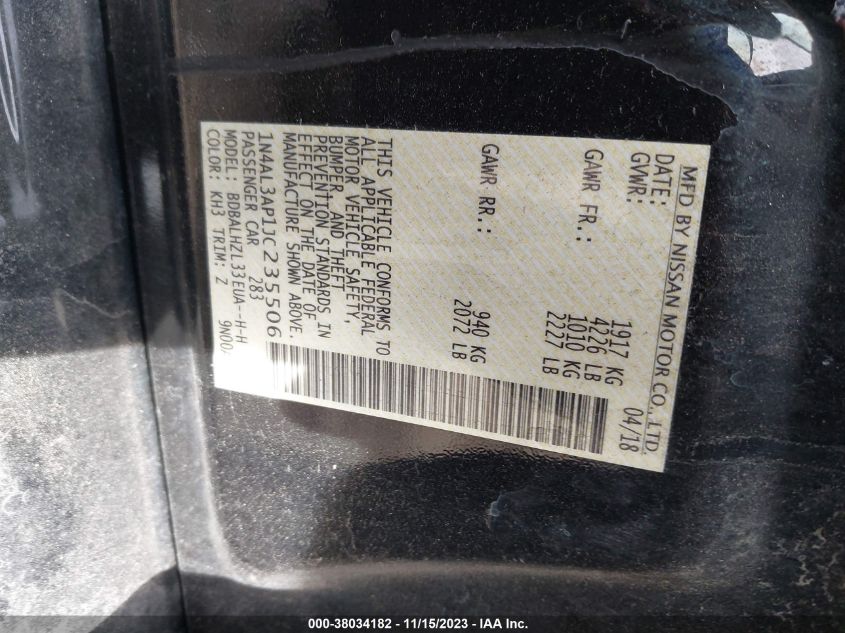 MFD BY NISSAN MOTOR CO., LTD.
DATE: 04/18
GVWR: 1917 KG
4226 LB
GAWR FR.: 1010 KG
2227 LB
GAWR RR.: 940 KG
2072 LB
THIS VEHICLE CONFORMS TO
ALL APPLICABLE FEDERAL
MOTOR VEHICLE SAFETY,
BUMPER, AND THEFT
PREVENTION STANDARDS IN
EFFECT ON THE DATE OF
MANUFACTURE SHOWN ABOVE.
1N4AL3AP1JC235506
PASSENGER CAR 283
MODEL: BDBALHZL33EUA--H-H
COLOR: KH3 TRIM: Z 9N00
000-38034182 - 11/15/2023 - IAA Inc.